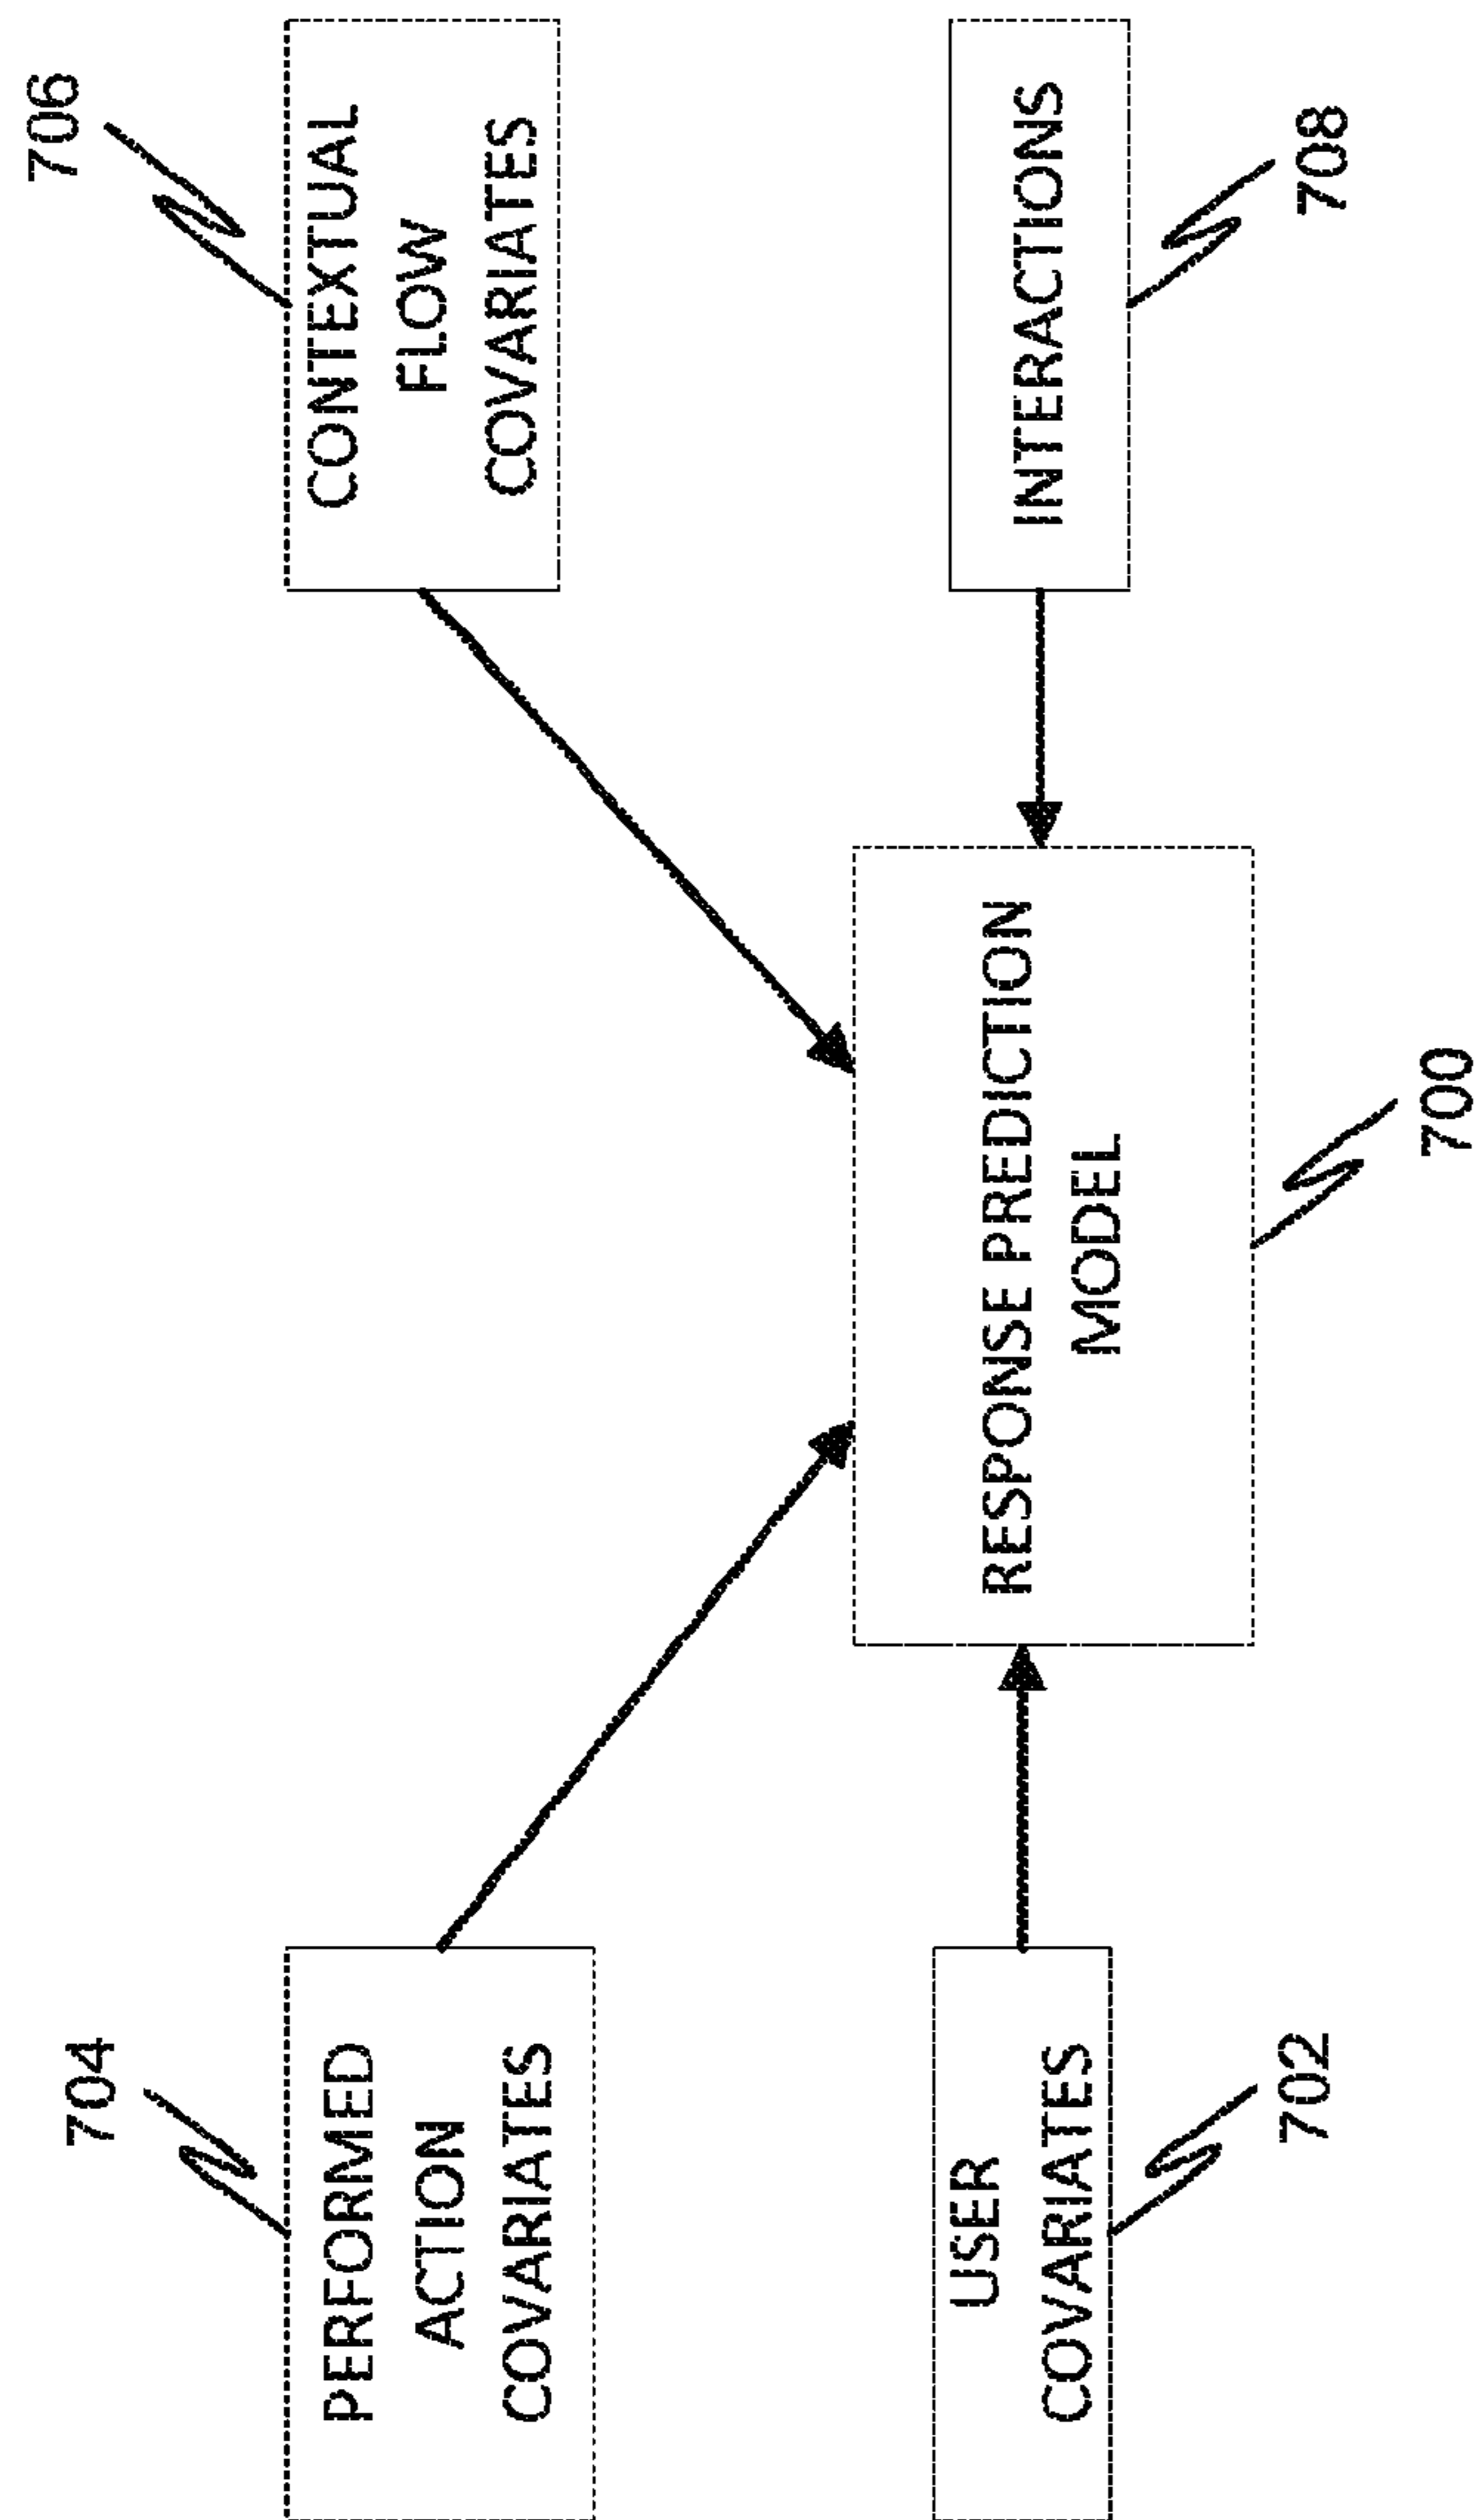 704
PERFORMED
ACTION
COVARIATES
706
CONTEXTUAL
FLOW
COVARIATES
USER
COVARIATES
702
RESPONSE PREDICTION
MODEL
700
INTERACTIONS
708